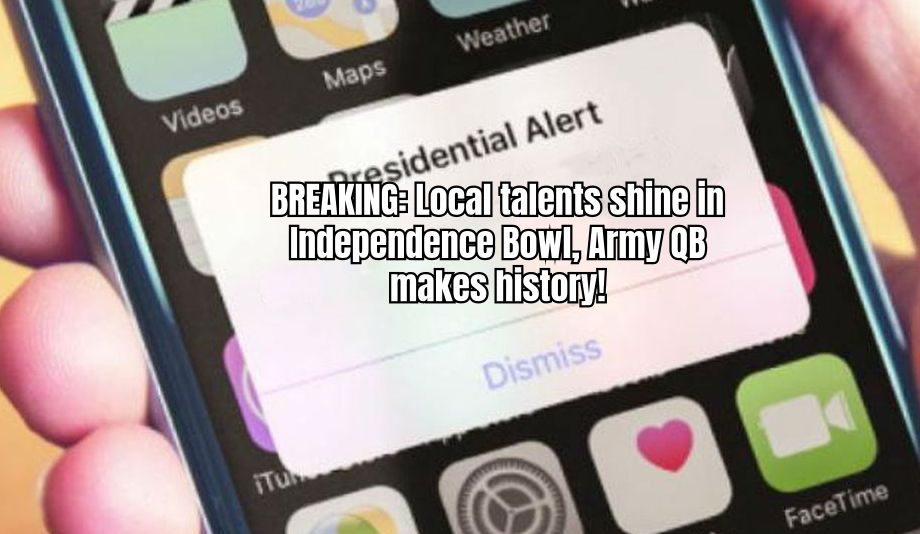 Weather
Maps
Videos
Presidential Alert
BREAKING: Local talents shine in
Independence Bowl, Army QB
makes history!
Dismiss
FaceTime